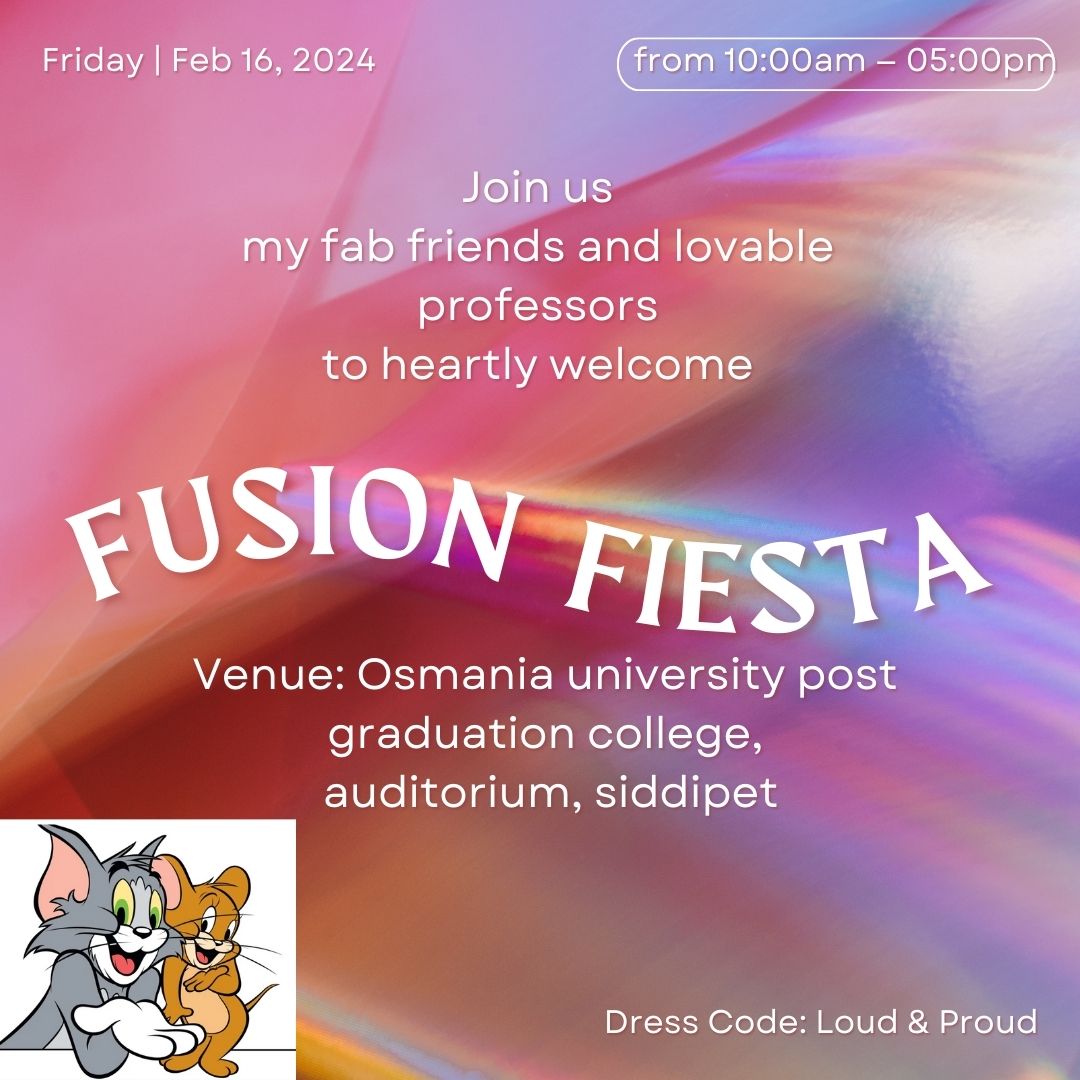 Friday | Feb 16, 2024
from 10:00am – 05:00pm
Join us
my fab friends and lovable
professors
to heartly welcome
FUSION FIESTA
Venue: Osmania university post
graduation college,
auditorium, siddipet
Dress Code: Loud & Proud